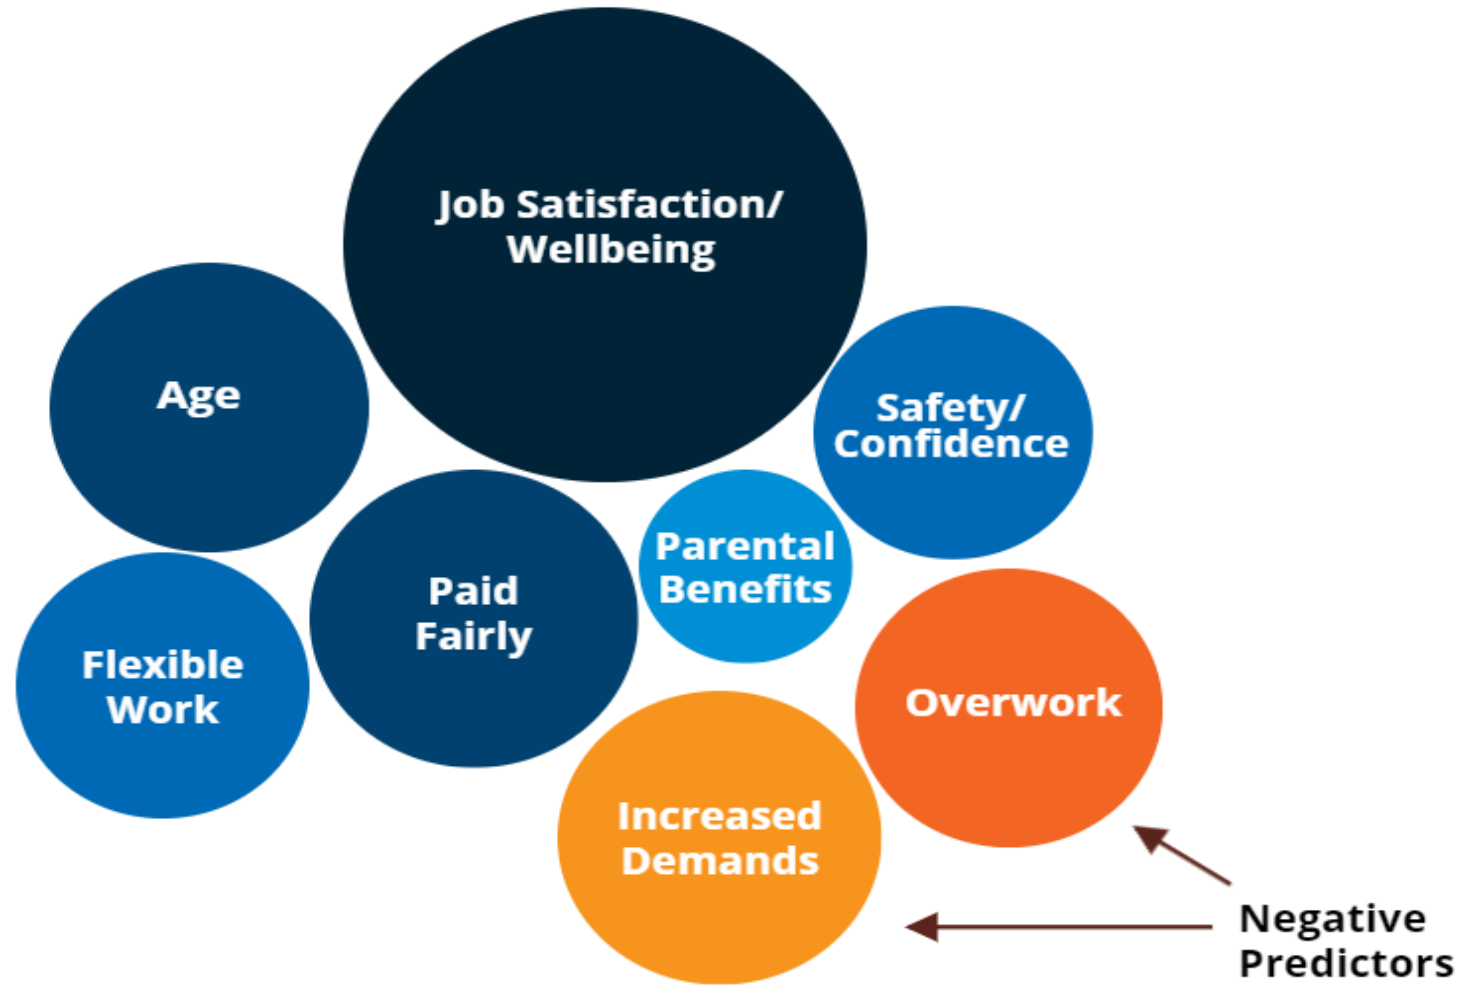 Job Satisfaction/
Wellbeing
Age
Safety/
Confidence
Parental
Benefits
Paid
Fairly
Flexible
Work
Overwork
Increased
Demands
Negative
Predictors